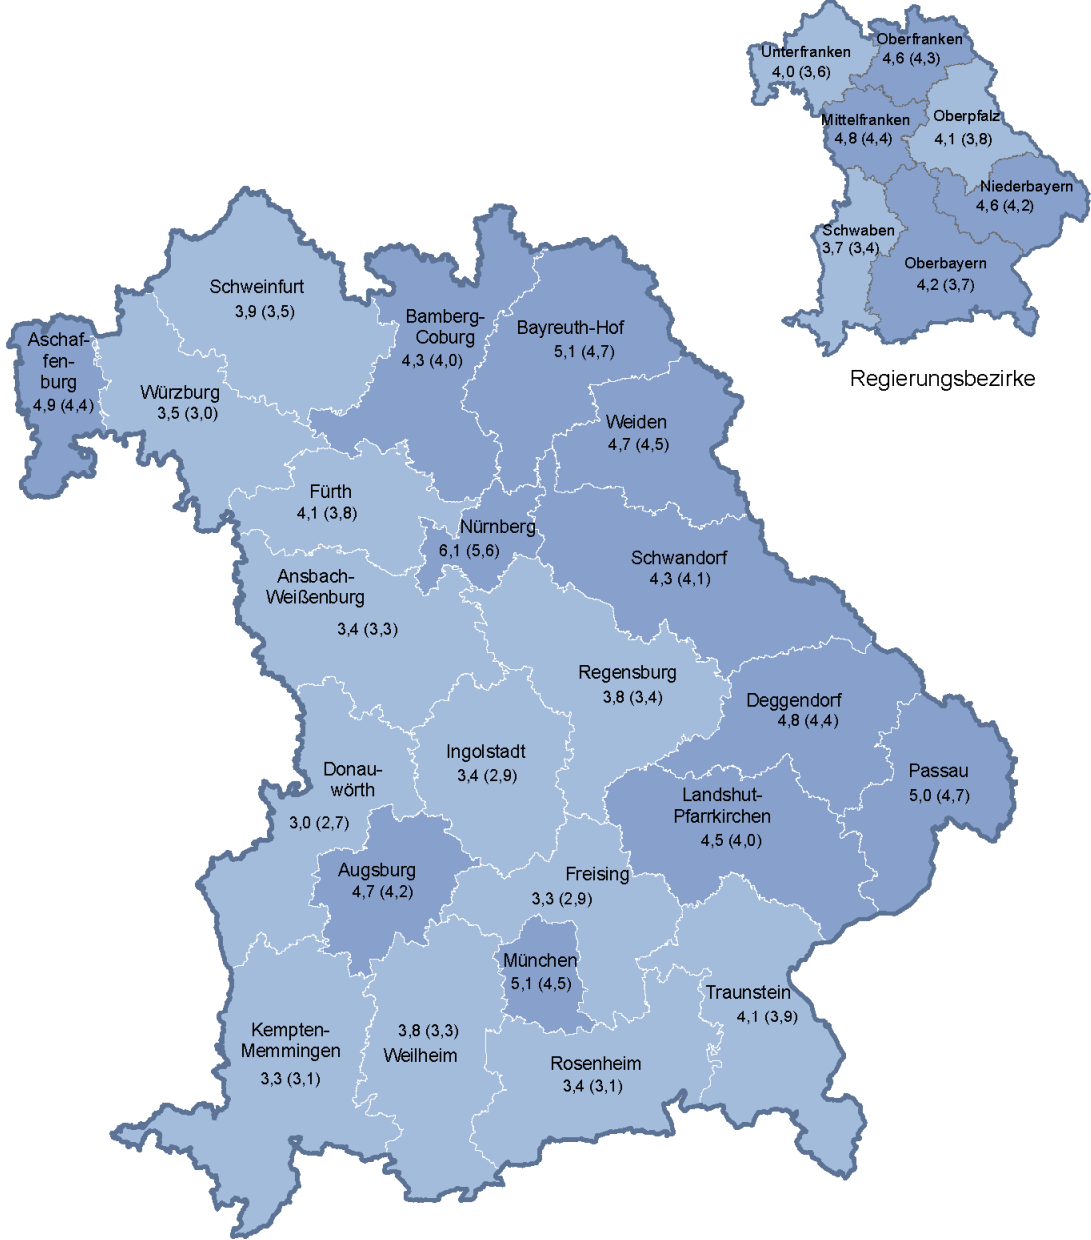 Unterfranken
4,0 (3,6)
Oberfranken
4,6 (4,3)
Mittelfranken
4,8 (4,4)
Oberpfalz
4,1 (3,8)
Niederbayern
4,6 (4,2)
Schwaben
3,7 (3,4)
Oberbayern
4,2 (3,7)
Regierungsbezirke
Schweinfurt
3,9 (3,5)
Bamberg-
Coburg
4,3 (4,0)
Bayreuth-Hof
5,1 (4,7)
Aschaf-
fen-
burg
4,9 (4,4)
Würzburg
3,5 (3,0)
Weiden
4,7 (4,5)
Fürth
4,1 (3,8)
Nürnberg
6,1 (5,6)
Schwandorf
4,3 (4,1)
Ansbach-
Weißenburg
3,4 (3,3)
Regensburg
3,8 (3,4)
Deggendorf
4,8 (4,4)
Ingolstadt
3,4 (2,9)
Donau-
wörth
3,0 (2,7)
Passau
5,0 (4,7)
Landshut-
Pfarrkirchen
4,5 (4,0)
Augsburg
4,7 (4,2)
Freising
3,3 (2,9)
München
5,1 (4,5)
Traunstein
4,1 (3,9)
Kempten-
Memmingen
3,3 (3,1)
3,8 (3,3)
Weilheim
Rosenheim
3,4 (3,1)